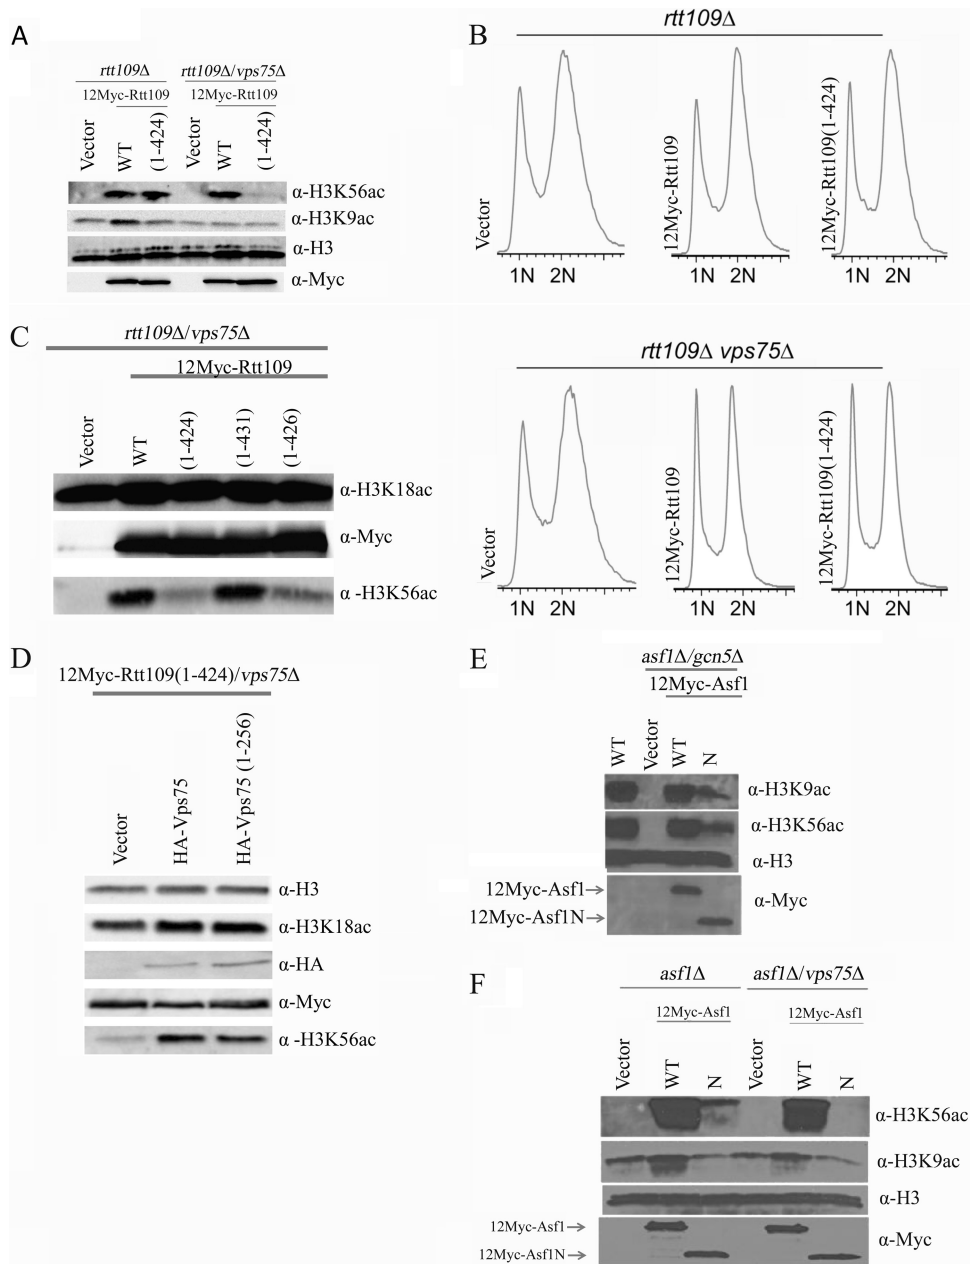 A
rtt109Δ rtt109Δ/vps75Δ
12Myc-Rtt109 12Myc-Rtt109
Vector WT (1-424) Vector WT (1-424)
α-H3K56ac
α-H3K9ac
α-H3
α-Myc
B
rtt109Δ
Vector 12Myc-Rtt109 12Myc-Rtt109(1-424)
1N 2N 1N 2N 1N 2N
rtt109Δ vps75Δ
Vector 12Myc-Rtt109 12Myc-Rtt109(1-424)
1N 2N 1N 2N 1N 2N
C
rtt109Δ/vps75Δ
12Myc-Rtt109
Vector WT (1-424) (1-431) (1-426)
α-H3K18ac
α-Myc
α -H3K56ac
D
12Myc-Rtt109(1-424)/vps75Δ
Vector HA-Vps75 HA-Vps75 (1-256)
α-H3
α-H3K18ac
α-HA
α-Myc
α -H3K56ac
E
asf1Δ/gcn5Δ
12Myc-Asf1
WT Vector WT N
α-H3K9ac
α-H3K56ac
α-H3
12Myc-Asf1→
α-Myc
12Myc-Asf1N→
F
asf1Δ asf1Δ/vps75Δ
12Myc-Asf1 12Myc-Asf1
Vector WT N Vector WT N
α-H3K56ac
α-H3K9ac
α-H3
12Myc-Asf1→
α-Myc
12Myc-Asf1N→